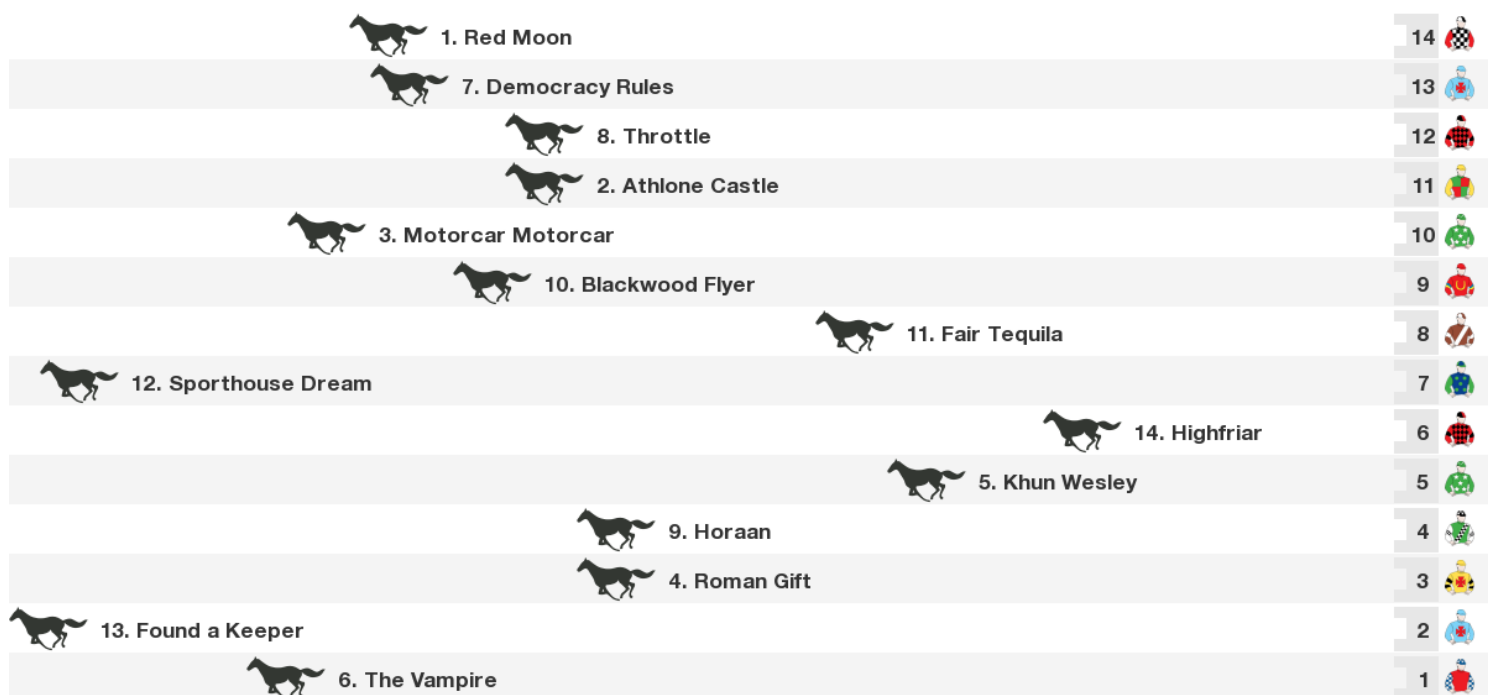 1. Red Moon 14
7. Democracy Rules 13
8. Throttle 12
2. Athlone Castle 11
3. Motorcar Motorcar 10
10. Blackwood Flyer 9
11. Fair Tequila 8
12. Sporthouse Dream 7
14. Highfriar 6
5. Khun Wesley 5
9. Horaan 4
4. Roman Gift 3
13. Found a Keeper 2
6. The Vampire 1